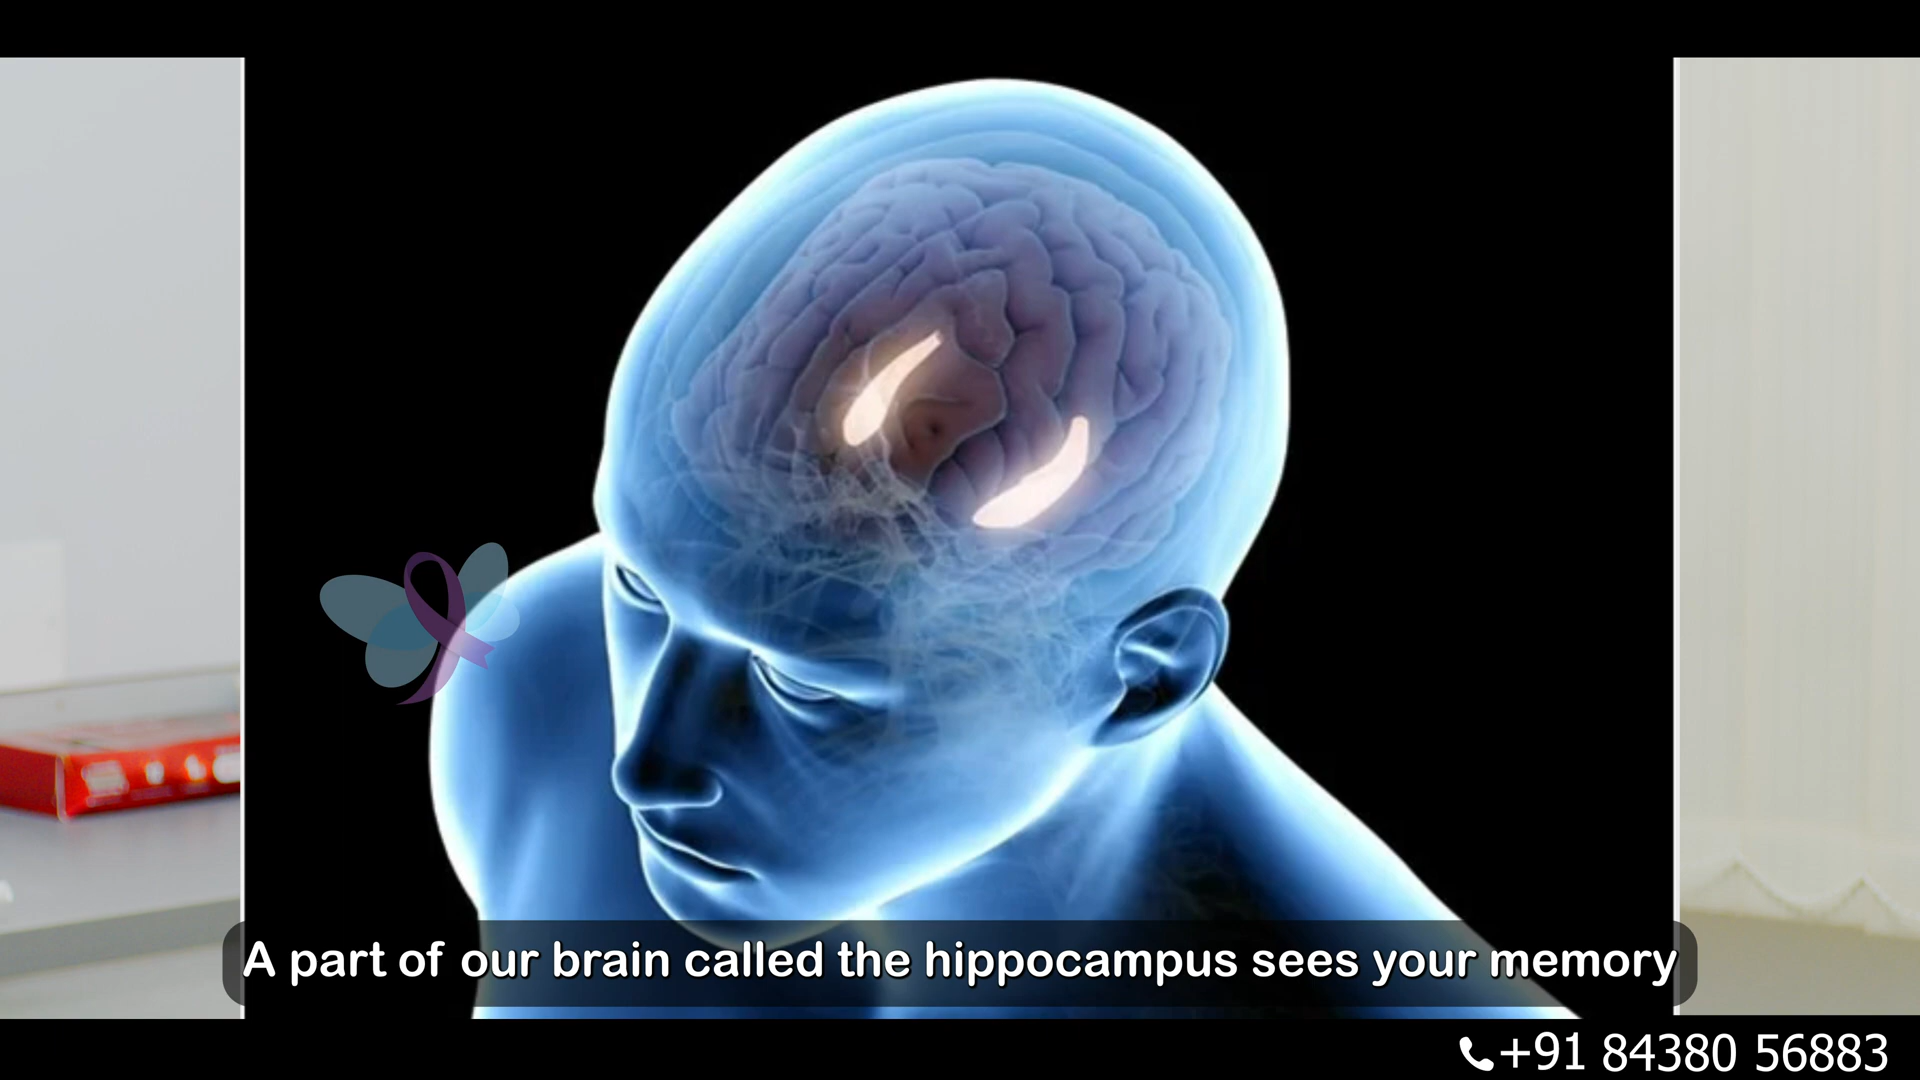 A part of our brain called the hippocampus sees your memory
+91 84380 56883